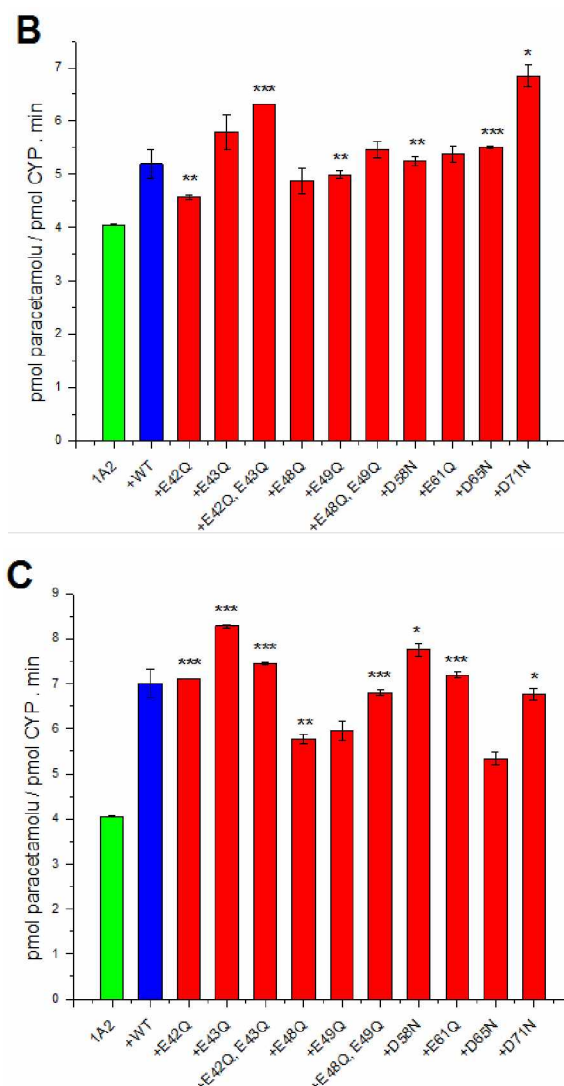 B
pmol paracetamolu / pmol CYP . min
7
6
5
4
3
2
1
0
*
***
***
**
**
**
1A2
+WT
+E42Q
+E43Q
+E42Q, E43Q
+E48Q
+E49Q
+E48Q, E49Q
+D58N
+E61Q
+D65N
+D71N
C
pmol paracetamolu / pmol CYP . min
9
8
7
6
5
4
3
2
1
0
***
***
***
**
***
*
***
*
1A2
+WT
+E42Q
+E43Q
+E42Q, E43Q
+E48Q
+E49Q
+E48Q, E49Q
+D58N
+E61Q
+D65N
+D71N